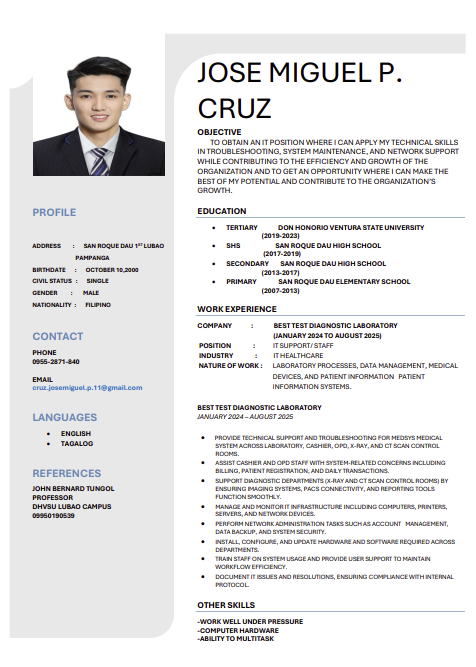 JOSE MIGUEL P.
CRUZ
OBJECTIVE
TO OBTAIN AN IT POSITION WHERE I CAN APPLY MY TECHNICAL SKILLS
IN TROUBLESHOOTING, SYSTEM MAINTENANCE, AND NETWORK SUPPORT
WHILE CONTRIBUTING TO THE EFFICIENCY AND GROWTH OF THE
ORGANIZATION AND TO GET AN OPPORTUNITY WHERE I CAN MAKE THE
BEST OF MY POTENTIAL AND CONTRIBUTE TO THE ORGANIZATION'S
GROWTH.
EDUCATION
• TERTIARY DON HONORIO VENTURA STATE UNIVERSITY
(2019-2023)
• SHS SAN ROQUE DAU HIGH SCHOOL
(2017-2019)
• SECONDARY SAN ROQUE DAU HIGH SCHOOL
(2013-2017)
• PRIMARY SAN ROQUE DAU ELEMENTARY SCHOOL
(2007-2013)
WORK EXPERIENCE
COMPANY : BEST TEST DIAGNOSTIC LABORATORY
(JANUARY 2024 TO AUGUST 2025)
POSITION : IT SUPPORT/ STAFF
INDUSTRY : IT HEALTHCARE
NATURE OF WORK : LABORATORY PROCESSES, DATA MANAGEMENT, MEDICAL
DEVICES, AND PATIENT INFORMATION PATIENT
INFORMATION SYSTEMS.
BEST TEST DIAGNOSTIC LABORATORY
JANUARY 2024 – AUGUST 2025
• PROVIDE TECHNICAL SUPPORT AND TROUBLESHOOTING FOR MEDSYS MEDICAL
SYSTEM ACROSS LABORATORY, CASHIER, OPD, X-RAY, AND CT SCAN CONTROL
ROOMS.
• ASSIST CASHIER AND OPD STAFF WITH SYSTEM-RELATED CONCERNS INCLUDING
BILLING, PATIENT REGISTRATION, AND DAILY TRANSACTIONS.
• SUPPORT DIAGNOSTIC DEPARTMENTS (X-RAY AND CT SCAN CONTROL ROOMS) BY
ENSURING IMAGING SYSTEMS, PACS CONNECTIVITY, AND REPORTING TOOLS
FUNCTION SMOOTHLY.
• MANAGE AND MONITOR IT INFRASTRUCTURE INCLUDING COMPUTERS, PRINTERS,
SERVERS, AND NETWORK DEVICES.
• PERFORM NETWORK ADMINISTRATION TASKS SUCH AS ACCOUNT MANAGEMENT,
DATA BACKUP, AND SYSTEM SECURITY.
• INSTALL, CONFIGURE, AND UPDATE HARDWARE AND SOFTWARE REQUIRED ACROSS
DEPARTMENTS.
• TRAIN STAFF ON SYSTEM USAGE AND PROVIDE USER SUPPORT TO MAINTAIN
WORKFLOW EFFICIENCY.
• DOCUMENT IT ISSUES AND RESOLUTIONS, ENSURING COMPLIANCE WITH INTERNAL
PROTOCOL.
OTHER SKILLS
-WORK WELL UNDER PRESSURE
-COMPUTER HARDWARE
-ABILITY TO MULTITASK
PROFILE
ADDRESS : SAN ROQUE DAU 1ST LUBAO
PAMPANGA
BIRTHDATE : OCTOBER 10,2000
CIVIL STATUS : SINGLE
GENDER : MALE
NATIONALITY : FILIPINO
CONTACT
PHONE
0955-2871-840
EMAIL
cruz.josemiguel.p.11@gmail.com
LANGUAGES
• ENGLISH
• TAGALOG
REFERENCES
JOHN BERNARD TUNGOL
PROFESSOR
DHVSU LUBAO CAMPUS
09950190539